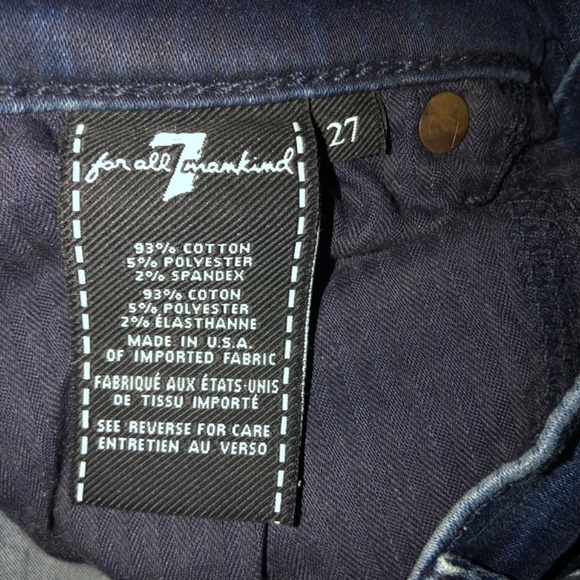 for all 7 mankind
27
93% COTTON
5% POLYESTER
2% SPANDEX
93% COTON
5% POLYESTER
2% ÉLASTHANNE
MADE IN U.S.A.
OF IMPORTED FABRIC
FABRIQUÉ AUX ÉTATS-UNIS
DE TISSU IMPORTÉ
SEE REVERSE FOR CARE
ENTRETIEN AU VERSO